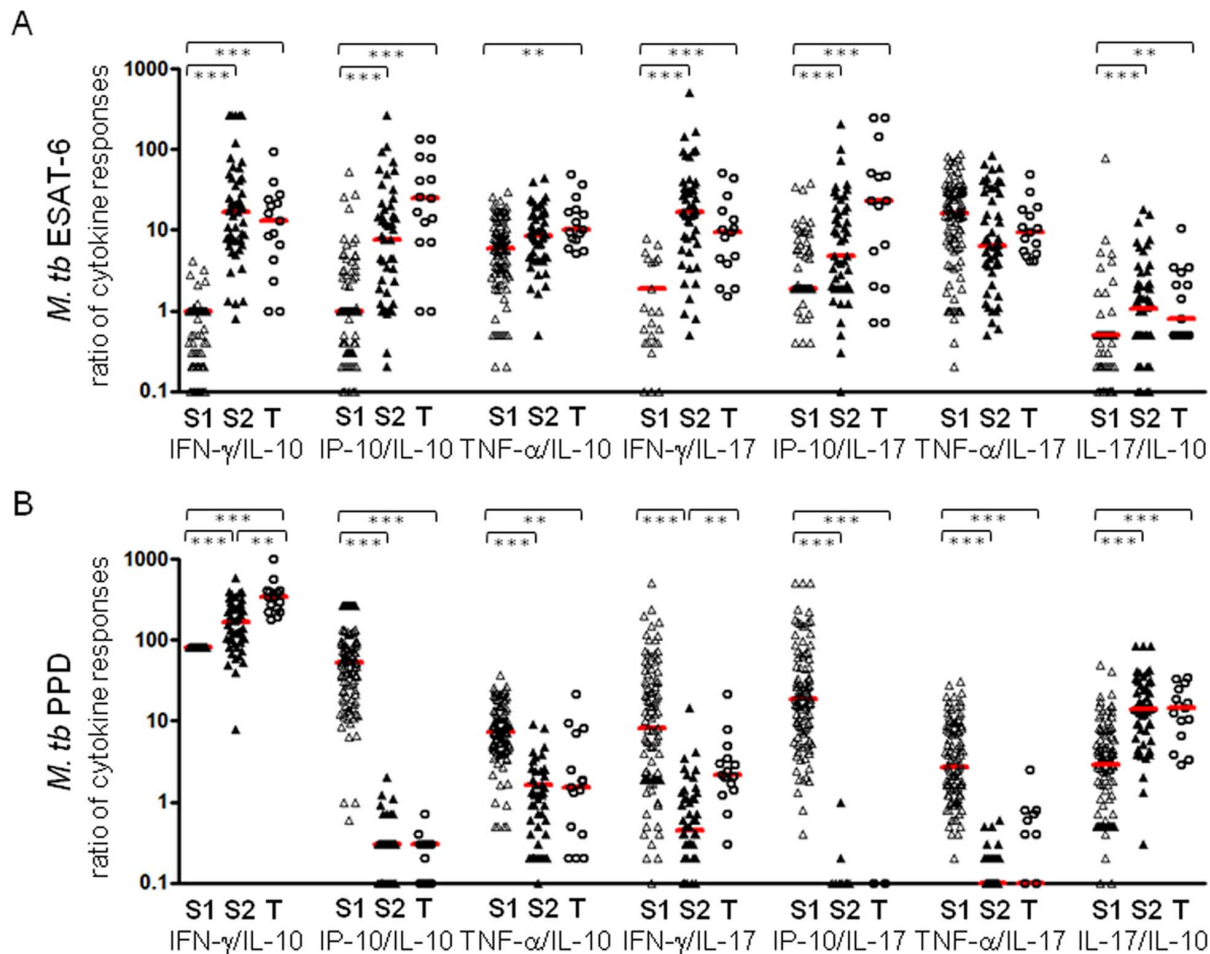 A
*** *** ** *** *** **
*** *** *** *** ***
M. tb ESAT-6
ratio of cytokine responses
1000
100
10
1
0.1
S1 S2 T S1 S2 T S1 S2 T S1 S2 T S1 S2 T S1 S2 T S1 S2 T
IFN-γ/IL-10 IP-10/IL-10 TNF-α/IL-10 IFN-γ/IL-17 IP-10/IL-17 TNF-α/IL-17 IL-17/IL-10
B
*** *** ** *** ** *** *** ***
*** ** *** *** *** *** ***
M. tb PPD
ratio of cytokine responses
1000
100
10
1
0.1
S1 S2 T S1 S2 T S1 S2 T S1 S2 T S1 S2 T S1 S2 T S1 S2 T
IFN-γ/IL-10 IP-10/IL-10 TNF-α/IL-10 IFN-γ/IL-17 IP-10/IL-17 TNF-α/IL-17 IL-17/IL-10